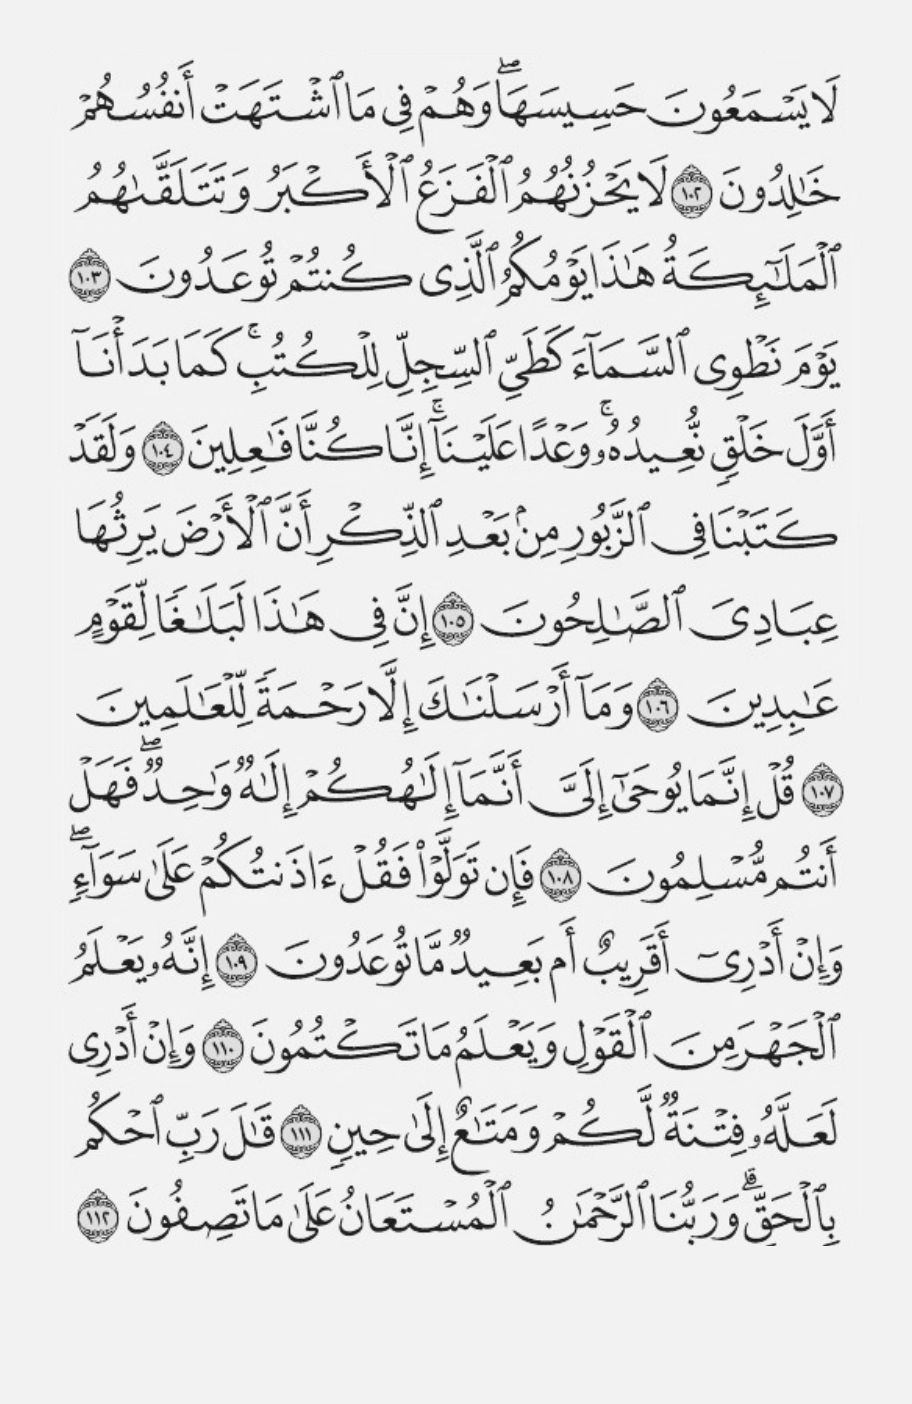 لَا يَسۡمَعُونَ حَسِيسَهَاۖ وَهُمۡ فِي مَا ٱشۡتَهَتۡ أَنفُسُهُمۡ
خَٰلِدُونَ ١٠٢ لَا يَحۡزُنُهُمُ ٱلۡفَزَعُ ٱلۡأَكۡبَرُ وَتَتَلَقَّىٰهُمُ
ٱلۡمَلَٰٓئِكَةُ هَٰذَا يَوۡمُكُمُ ٱلَّذِي كُنتُمۡ تُوعَدُونَ ١٠٣
يَوۡمَ نَطۡوِي ٱلسَّمَآءَ كَطَيِّ ٱلسِّجِلِّ لِلۡكُتُبِۚ كَمَا بَدَأۡنَآ
أَوَّلَ خَلۡقٖ نُّعِيدُهُۥۚ وَعۡدًا عَلَيۡنَآۚ إِنَّا كُنَّا فَٰعِلِينَ ١٠٤ وَلَقَدۡ
كَتَبۡنَا فِي ٱلزَّبُورِ مِنۢ بَعۡدِ ٱلذِّكۡرِ أَنَّ ٱلۡأَرۡضَ يَرِثُهَا
عِبَادِيَ ٱلصَّٰلِحُونَ ١٠٥ إِنَّ فِي هَٰذَا لَبَلَٰغٗا لِّقَوۡمٍ
عَٰبِدِينَ ١٠٦ وَمَآ أَرۡسَلۡنَٰكَ إِلَّا رَحۡمَةٗ لِّلۡعَٰلَمِينَ
١٠٧ قُلۡ إِنَّمَا يُوحَىٰٓ إِلَيَّ أَنَّمَآ إِلَٰهُكُمۡ إِلَٰهٞ وَٰحِدٞۖ فَهَلۡ
أَنتُم مُّسۡلِمُونَ ١٠٨ فَإِن تَوَلَّوۡاْ فَقُلۡ ءَاذَنتُكُمۡ عَلَىٰ سَوَآءٖۖ
وَإِنۡ أَدۡرِيٓ أَقَرِيبٌ أَم بَعِيدٞ مَّا تُوعَدُونَ ١٠٩ إِنَّهُۥ يَعۡلَمُ
ٱلۡجَهۡرَ مِنَ ٱلۡقَوۡلِ وَيَعۡلَمُ مَا تَكۡتُمُونَ ١١٠ وَإِنۡ أَدۡرِي
لَعَلَّهُۥ فِتۡنَةٞ لَّكُمۡ وَمَتَٰعٌ إِلَىٰ حِينٖ ١١١ قَٰلَ رَبِّ ٱحۡكُم
بِٱلۡحَقِّۗ وَرَبُّنَا ٱلرَّحۡمَٰنُ ٱلۡمُسۡتَعَانُ عَلَىٰ مَا تَصِفُونَ ١١٢